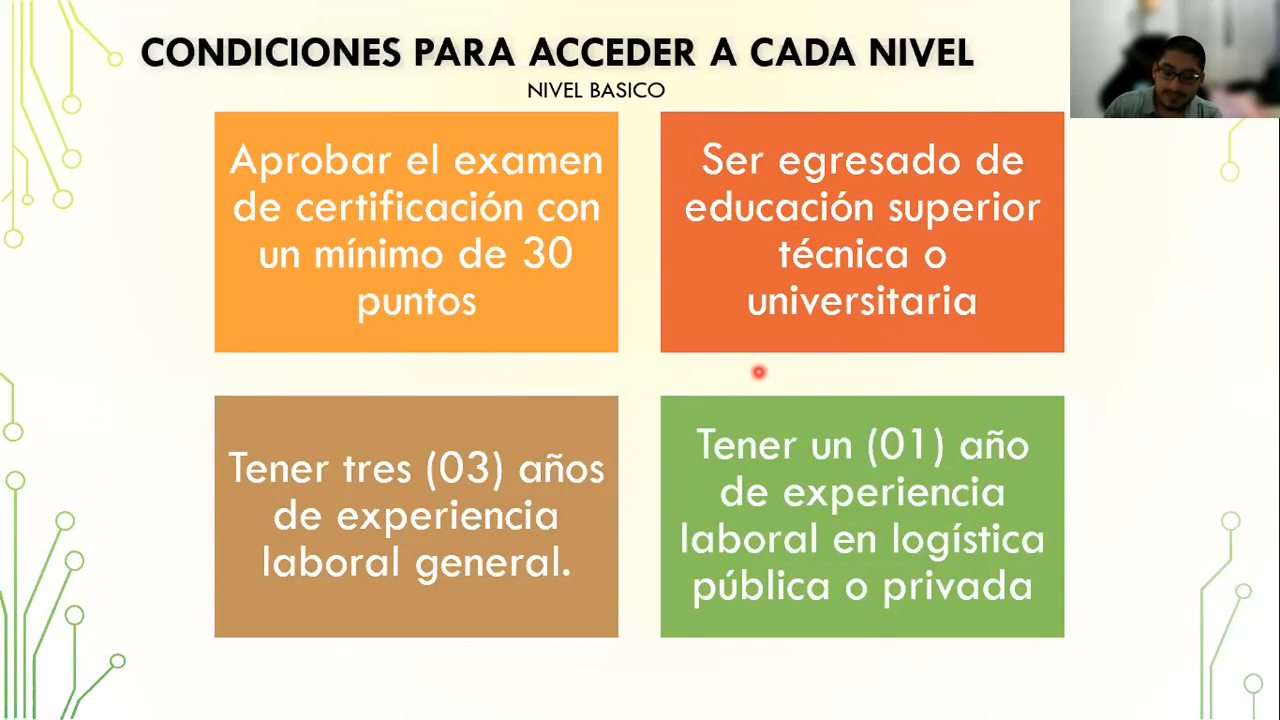 CONDICIONES PARA ACCEDER A CADA NIVEL
NIVEL BASICO
Aprobar el examen
de certificación con
un mínimo de 30
puntos
Ser egresado de
educación superior
técnica o
universitaria
Tener tres (03) años
de experiencia
laboral general.
Tener un (01) año
de experiencia
laboral en logística
pública o privada